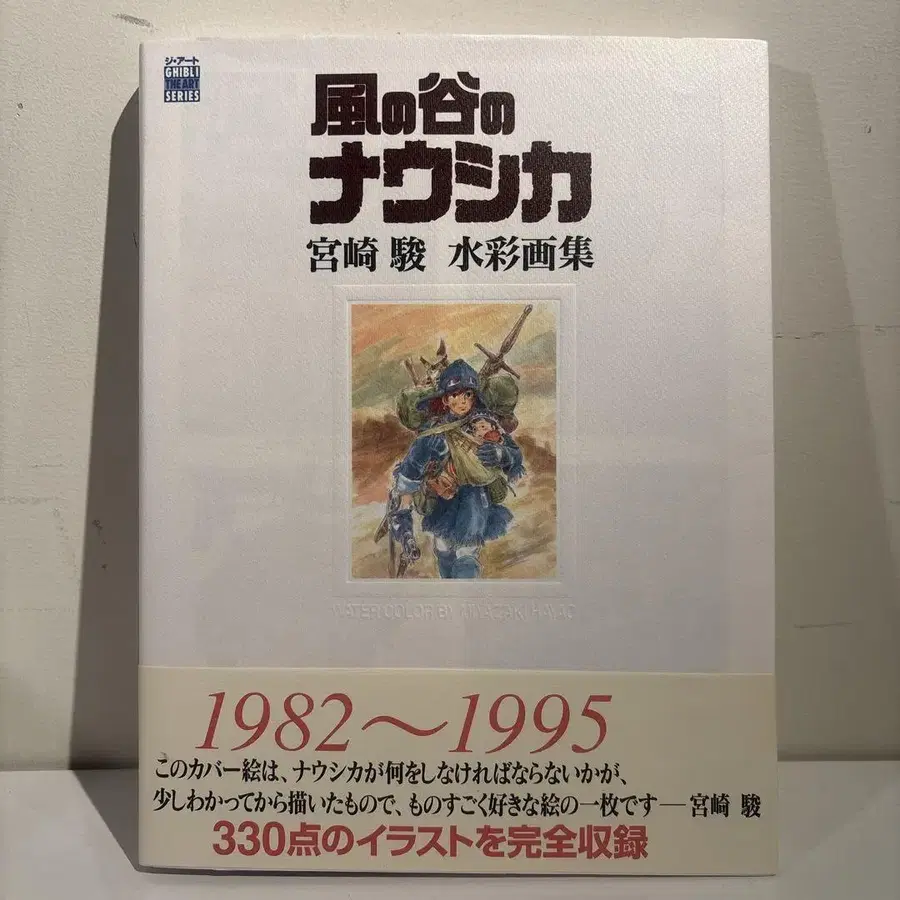 ジ・アート
GHIBLI
THE ART
SERIES
風の谷の
ナウシカ
宮崎 駿 水彩画集
WATER COLOR BY MIYAZAKI HAYAO
1982〜1995
このカバー絵は、ナウシカが何をしなければならないかが、
少しわかってから描いたもので、ものすごく好きな絵の一枚です―宮崎 駿
330点のイラストを完全収録